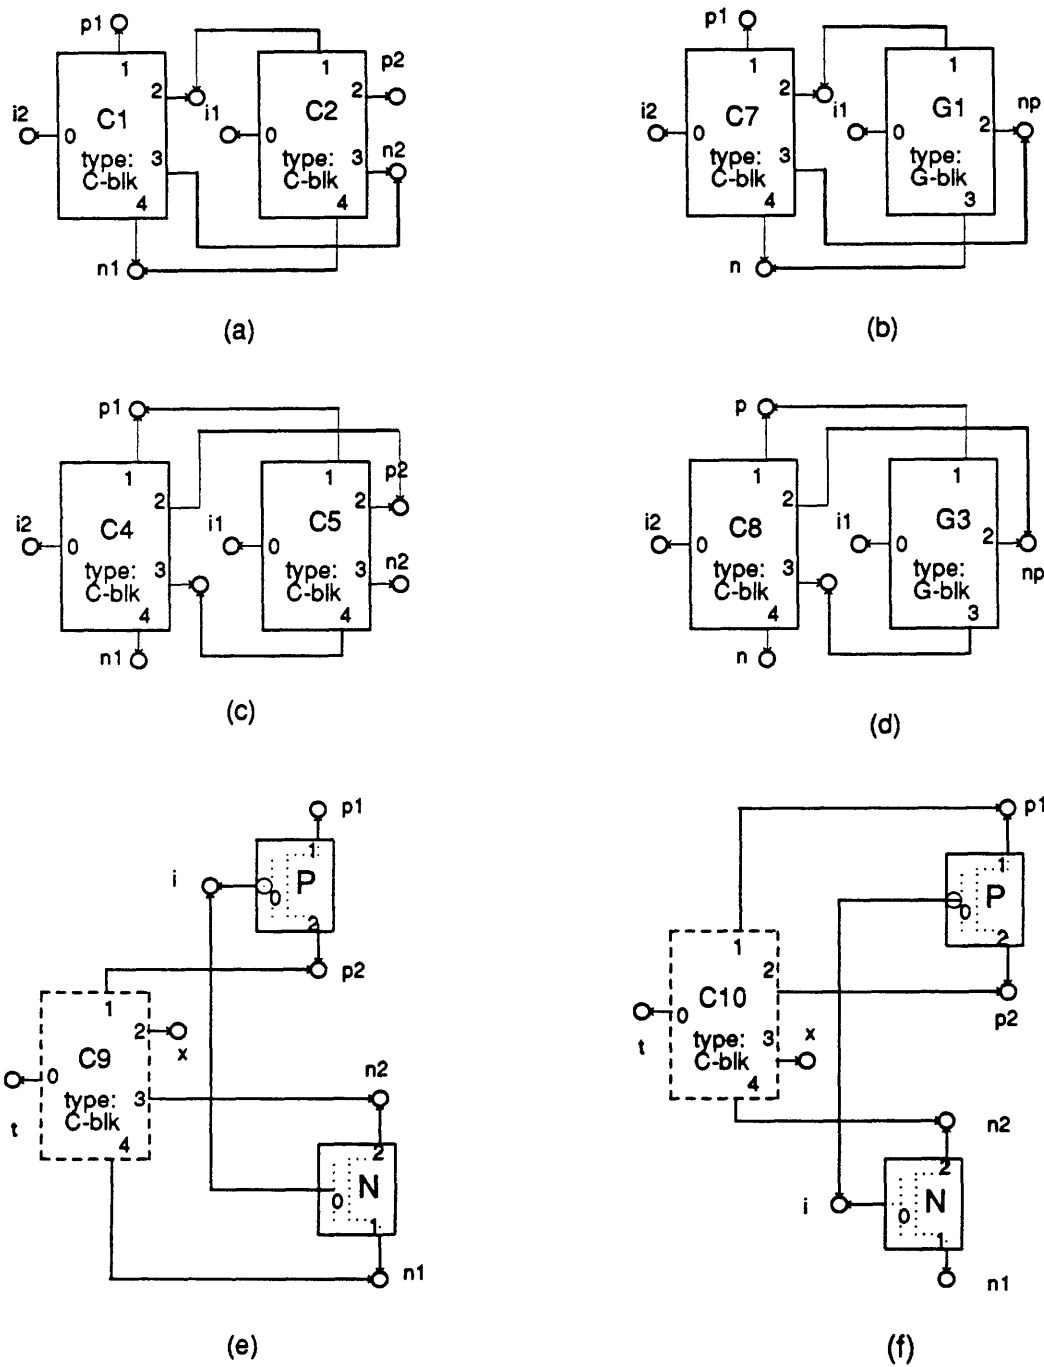 p1
1
2
3
4
0
i2
C1
type:
C-blk
n1
i1
1
2
3
4
0
C2
type:
C-blk
p2
n2
(a)
p1
1
2
3
4
0
i2
C7
type:
C-blk
n
i1
1
2
3
0
G1
type:
G-blk
np
(b)
p1
1
2
3
4
0
i2
C4
type:
C-blk
n1
i1
1
2
3
4
0
C5
type:
C-blk
p2
n2
(c)
p
1
2
3
4
0
i2
C8
type:
C-blk
n
i1
1
2
3
0
G3
type:
G-blk
np
(d)
p1
1
P
0
2
i
p2
1
2
x
C9
0
type:
C-blk
3
4
t
n2
2
0
N
1
n1
(e)
p1
1
P
0
2
p2
1
2
C10
0
type:
C-blk
3
x
4
t
n2
2
i
0
N
1
n1
(f)